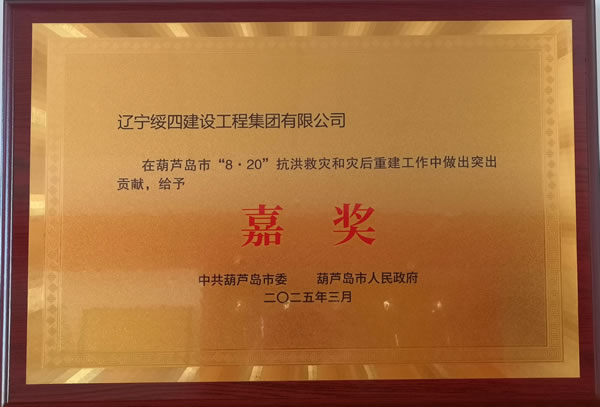 辽宁绥四建设工程集团有限公司
在葫芦岛市“8·20”抗洪救灾和灾后重建工作中做出突出
贡献，给予
嘉 奖
中共葫芦岛市委 葫芦岛市人民政府
二〇二五年三月